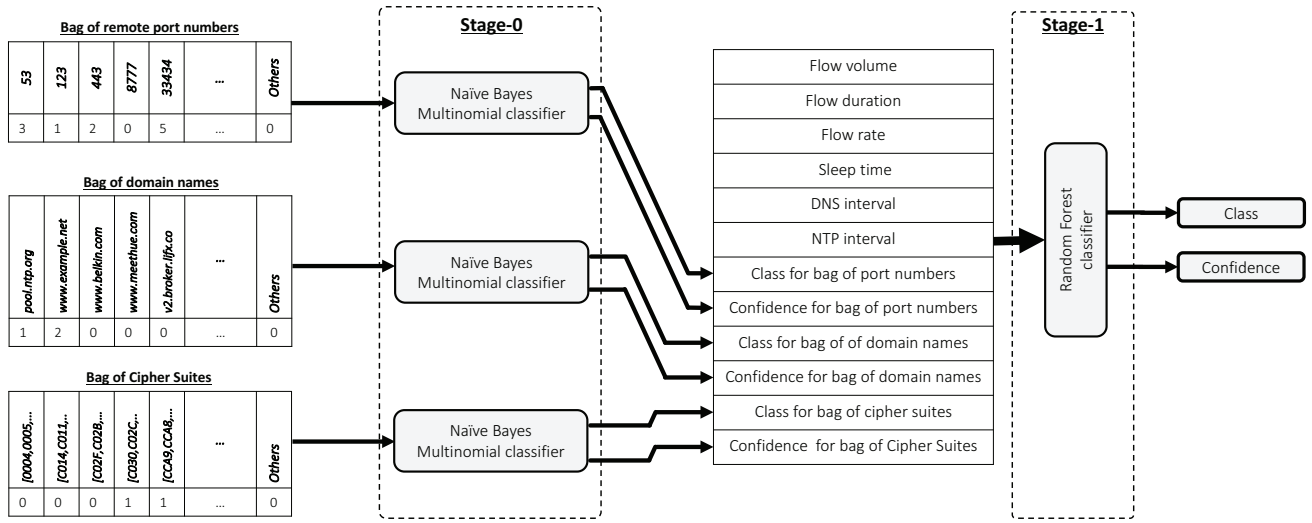 Bag of remote port numbers
53 123 443 8777 33434 ... Others
3 1 2 0 5 ... 0
Bag of domain names
pool.ntp.org www.example.net www.belkin.com www.meethue.com v2.broker.lifx.co ... Others
1 2 0 0 0 ... 0
Bag of Cipher Suites
[0004,0005,... [C014,C011,... [C02F,C02B,... [C030,C02C,.. [CCA9,CCA8,... ... Others
0 0 0 1 1 ... 0
Stage-0
Naïve Bayes
Multinomial classifier
Naïve Bayes
Multinomial classifier
Naïve Bayes
Multinomial classifier
Flow volume
Flow duration
Flow rate
Sleep time
DNS interval
NTP interval
Class for bag of port numbers
Confidence for bag of port numbers
Class for bag of of domain names
Confidence for bag of domain names
Class for bag of cipher suites
Confidence for bag of Cipher Suites
Stage-1
Random Forest
classifier
Class
Confidence